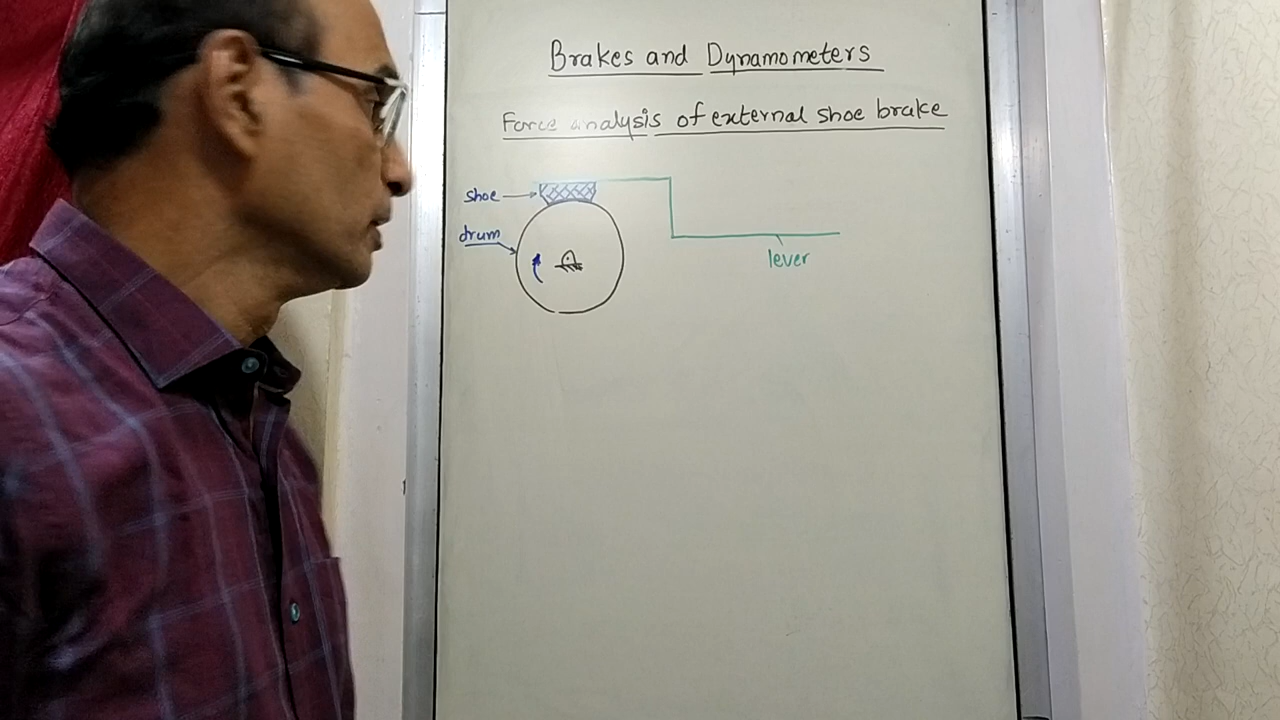 Brakes and Dynamometers
Force analysis of external shoe brake
shoe
drum
lever